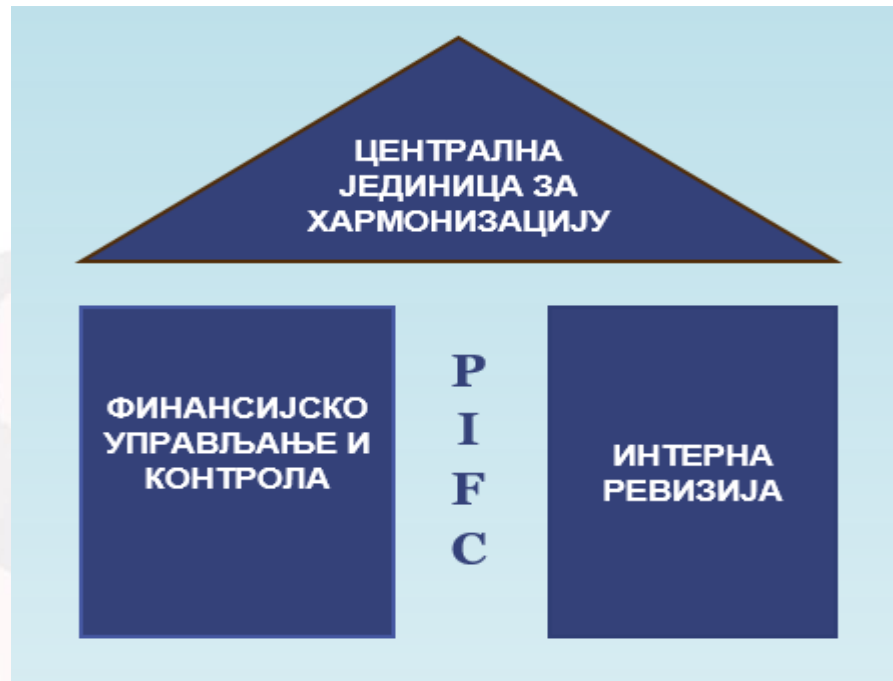 ЦЕНТРАЛНА
ЈЕДИНИЦА ЗА
ХАРМОНИЗАЦИЈУ
ФИНАНСИЈСКО
УПРАВЉАЊЕ И
КОНТРОЛА
P
I
F
C
ИНТЕРНА
РЕВИЗИЈА